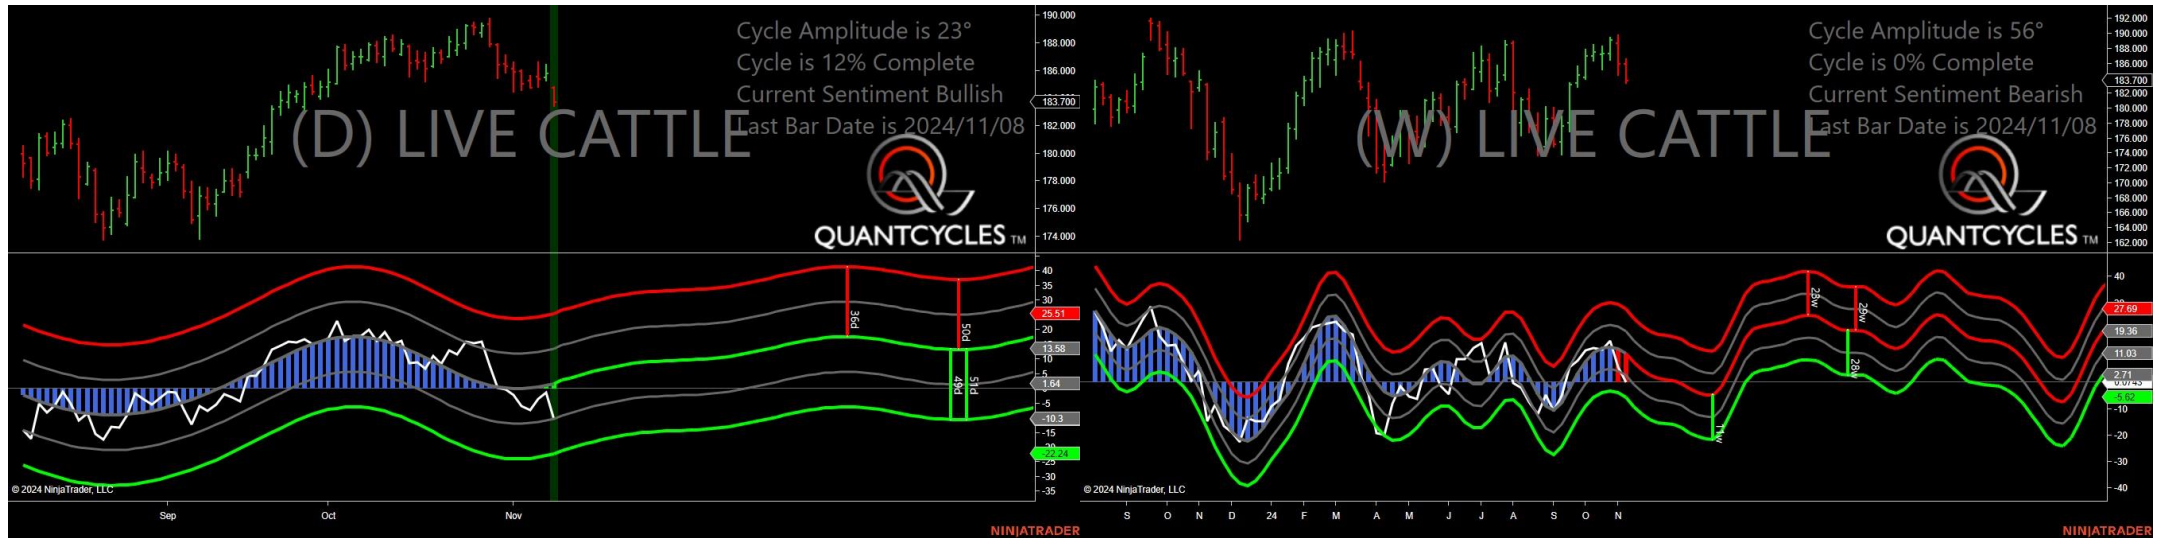 Cycle Amplitude is 23°
Cycle is 12% Complete
Current Sentiment Bullish
Last Bar Date is 2024/11/08
(D) LIVE CATTLE
QUANTCYCLES TM
190.000
188.000
186.000
183.700
182.000
180.000
178.000
176.000
174.000
40
35
30
25.51
20
13.58
10
5
1.64
-5
-10.3
-15
-22.24
-25
-30
-35
36d
50d
49d
51d
© 2024 NinjaTrader, LLC
Sep
Oct
Nov
NINJATRADER
Cycle Amplitude is 56°
Cycle is 0% Complete
Current Sentiment Bearish
Last Bar Date is 2024/11/08
(W) LIVE CATTLE
QUANTCYCLES TM
192.000
190.000
188.000
186.000
183.700
182.000
180.000
178.000
176.000
174.000
172.000
170.000
168.000
166.000
164.000
162.000
40
27.69
19.36
11.03
2.71
-5.62
-10
-20
-30
-40
11w
23w
28w
29w
© 2024 NinjaTrader, LLC
S
O
N
D
24
F
M
A
M
J
J
A
S
O
N
NINJATRADER